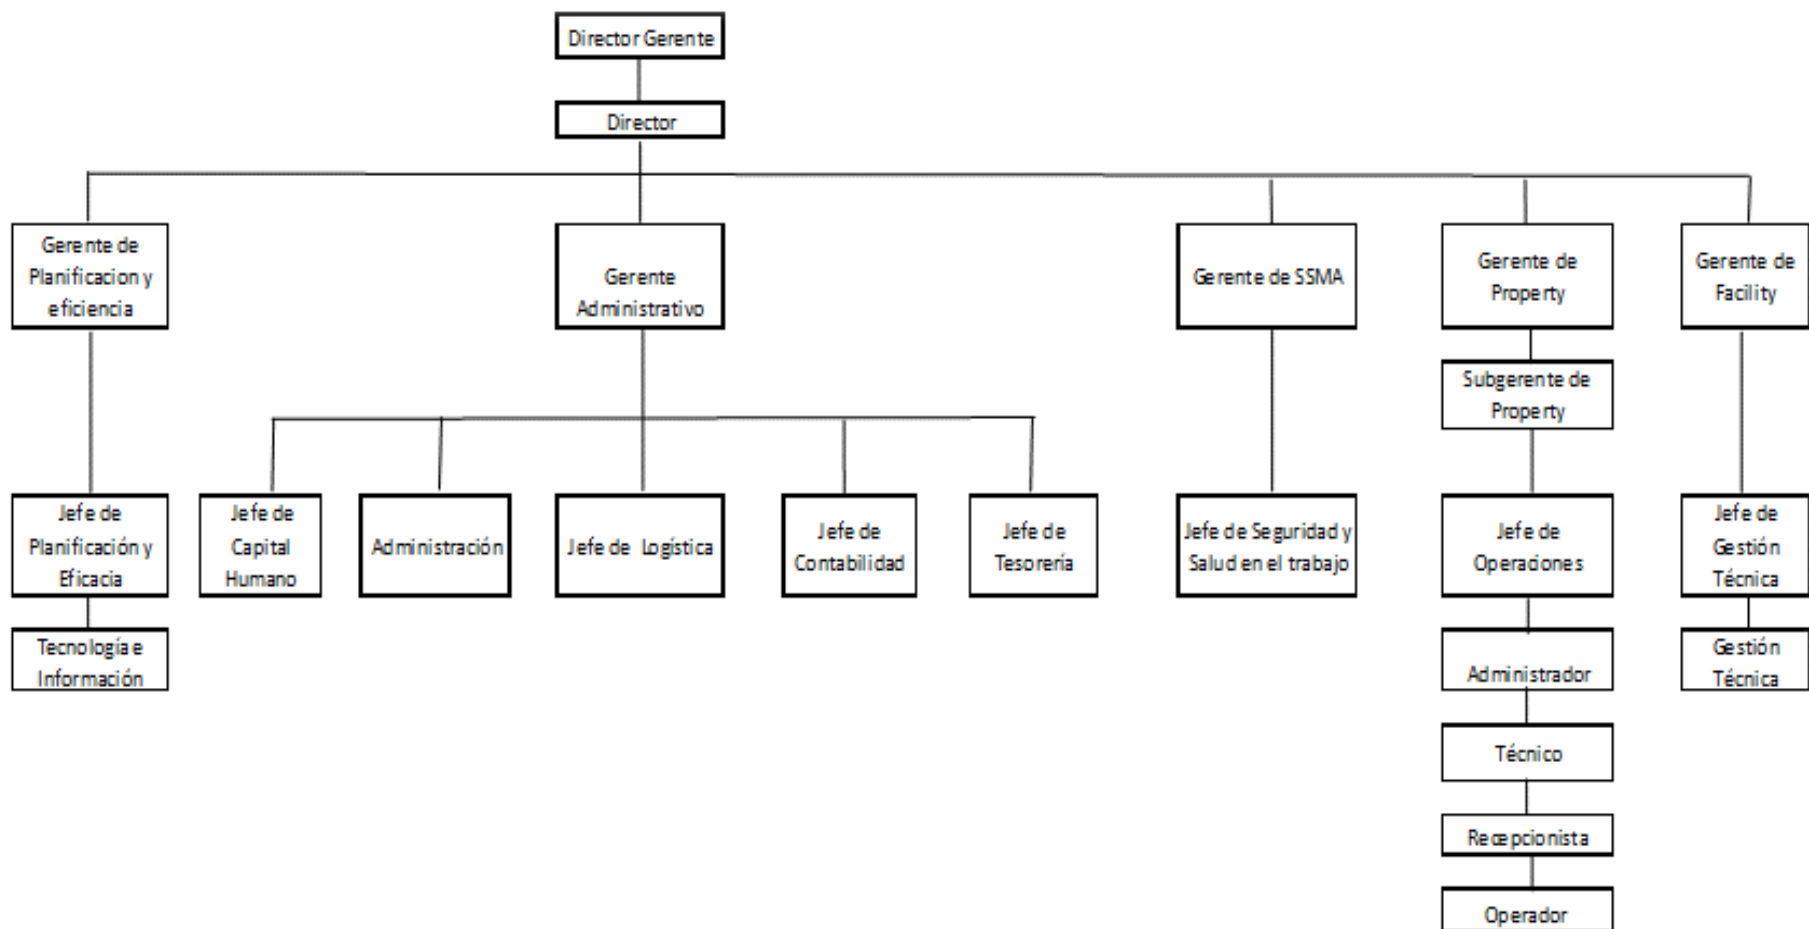 Director Gerente
Director
Gerente de
Planificacion y
eficiencia
Gerente
Administrativo
Gerente de SSMA
Gerente de
Property
Gerente de
Facility
Subgerente de
Property
Jefe de
Planificación y
Eficacia
Jefe de
Capital
Humano
Administración
Jefe de Logística
Jefe de
Contabilidad
Jefe de
Tesorería
Jefe de Seguridad y
Salud en el trabajo
Jefe de
Operaciones
Jefe de
Gestión
Técnica
Tecnología e
Información
Administrador
Gestión
Técnica
Técnico
Recepcionista
Operador